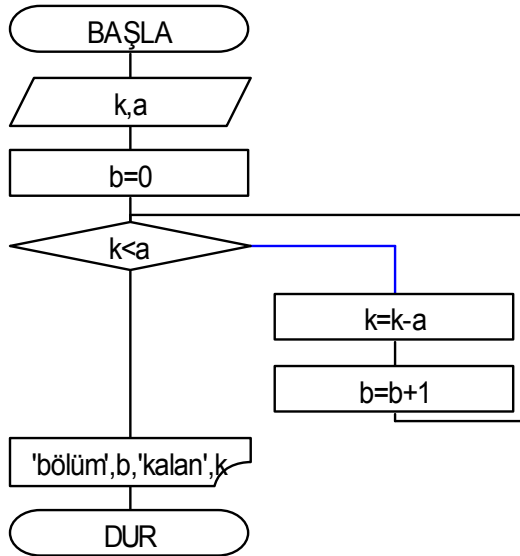 BAŞLA
k,a
b=0
k<a
k=k-a
b=b+1
'bölüm',b,'kalan',k
DUR